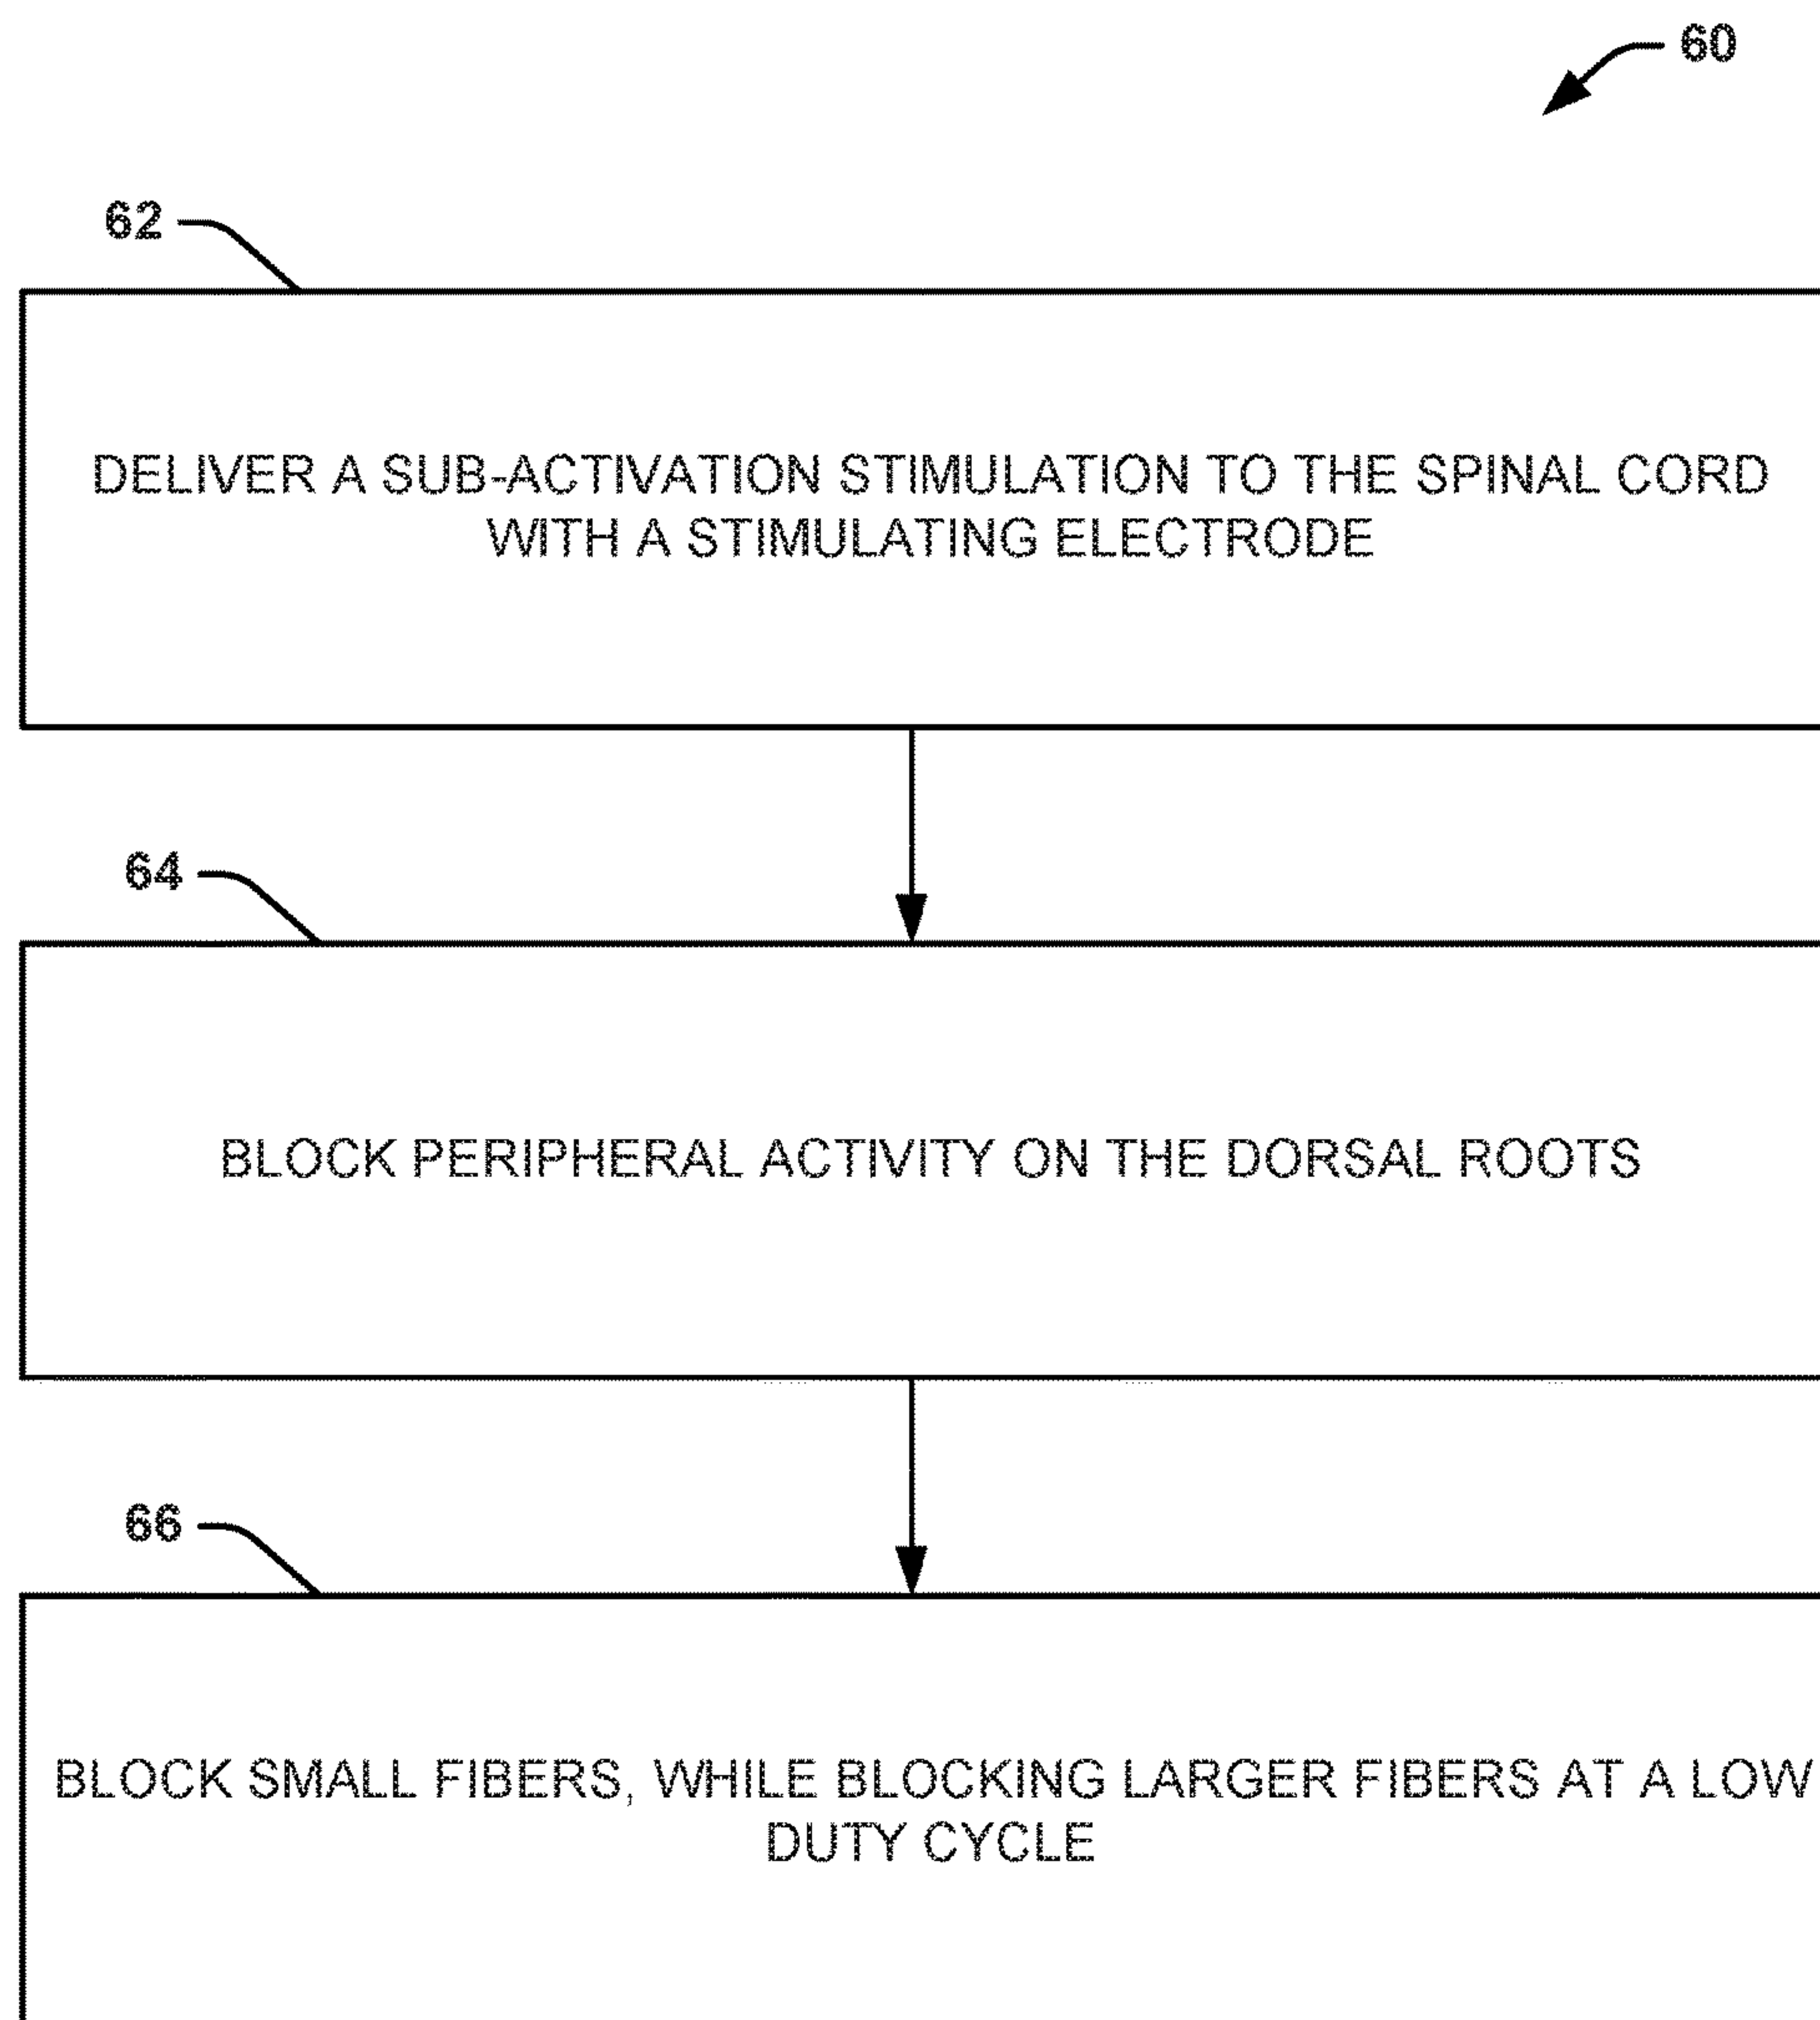 60
62
DELIVER A SUB-ACTIVATION STIMULATION TO THE SPINAL CORD
WITH A STIMULATING ELECTRODE
64
BLOCK PERIPHERAL ACTIVITY ON THE DORSAL ROOTS
66
BLOCK SMALL FIBERS, WHILE BLOCKING LARGER FIBERS AT A LOW
DUTY CYCLE